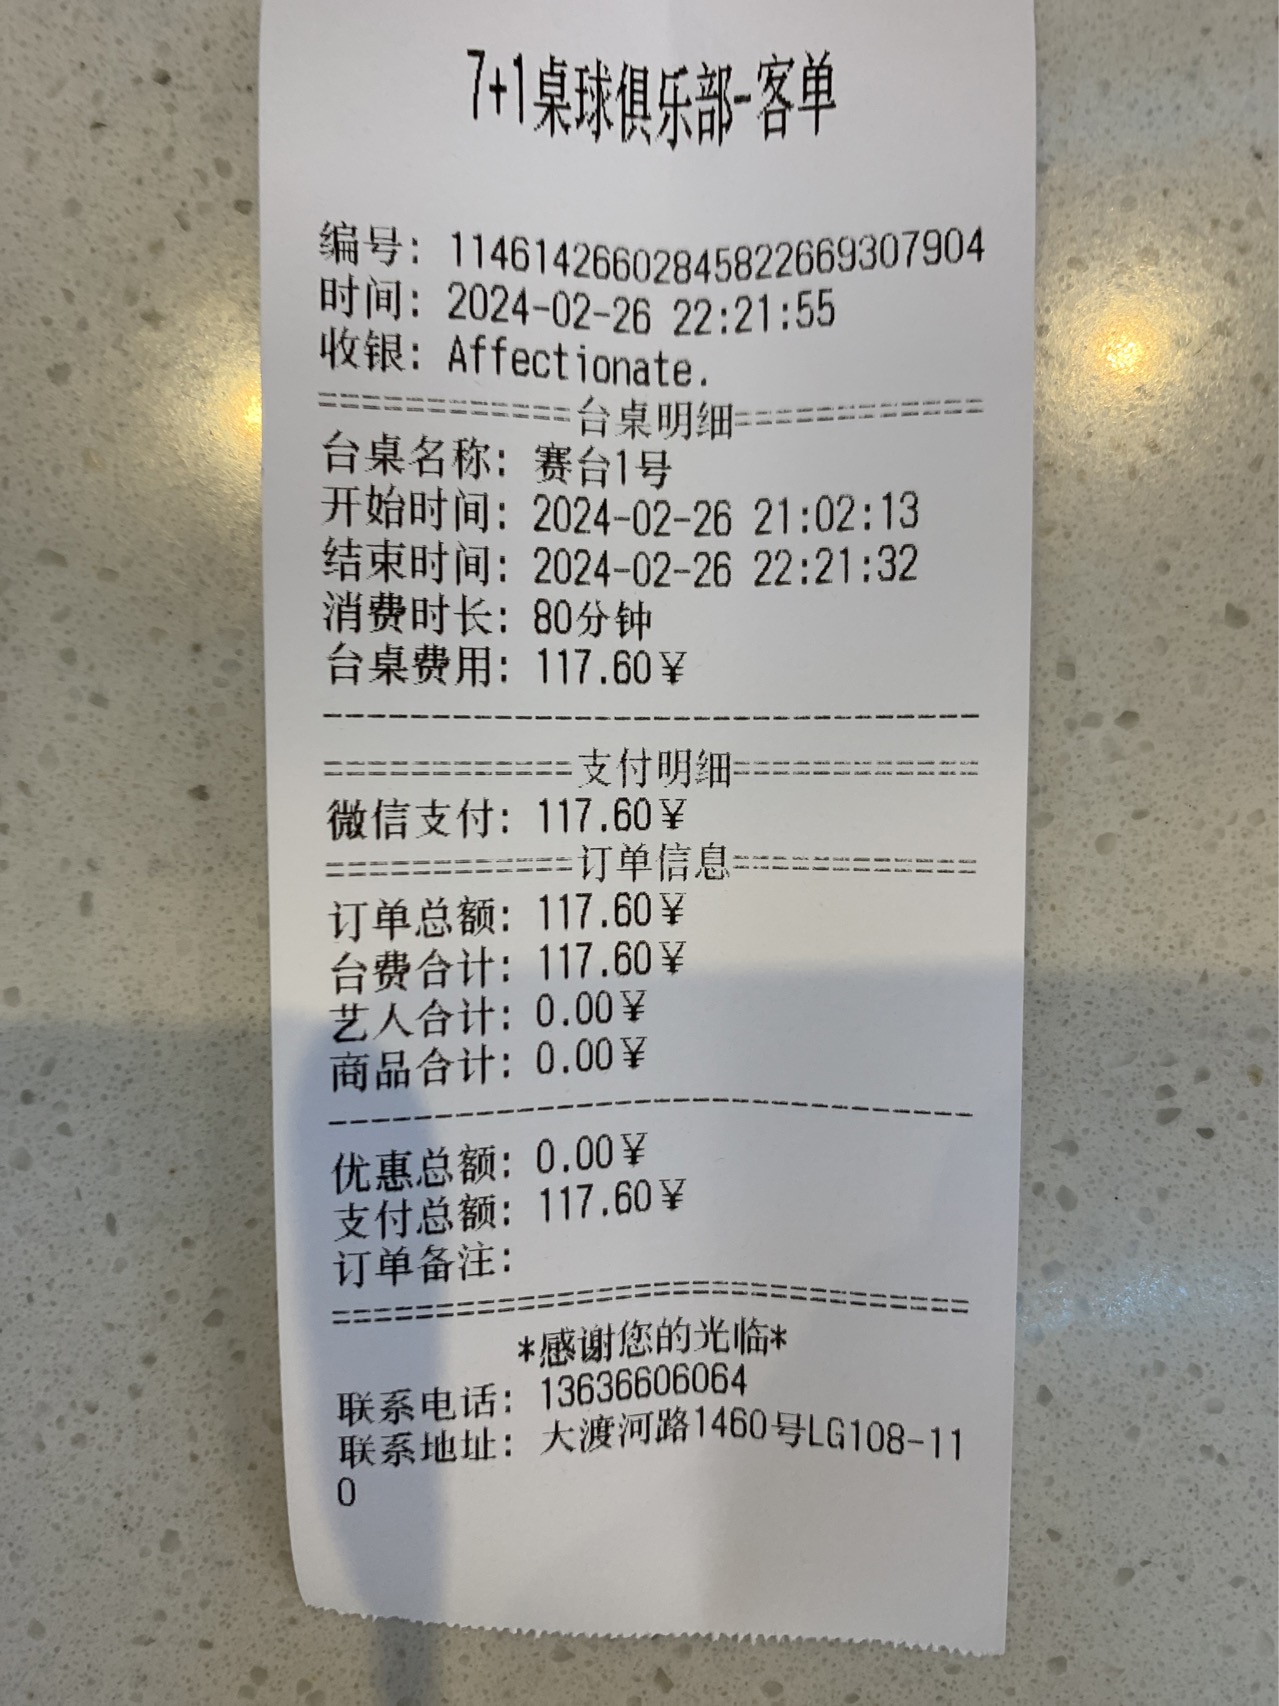 7+1桌球俱乐部-客单
编号: 11461426602845822669307904
时间: 2024-02-26 22:21:55
收银: Affectionate.
============台桌明细============
台桌名称: 赛台1号
开始时间: 2024-02-26 21:02:13
结束时间: 2024-02-26 22:21:32
消费时长: 80分钟
台桌费用: 117.60¥
--------------------------------
============支付明细============
微信支付: 117.60¥
============订单信息============
订单总额: 117.60¥
台费合计: 117.60¥
艺人合计: 0.00¥
商品合计: 0.00¥
--------------------------------
优惠总额: 0.00¥
支付总额: 117.60¥
订单备注:
================================
*感谢您的光临*
联系电话: 13636606064
联系地址: 大渡河路1460号LG108-11
0